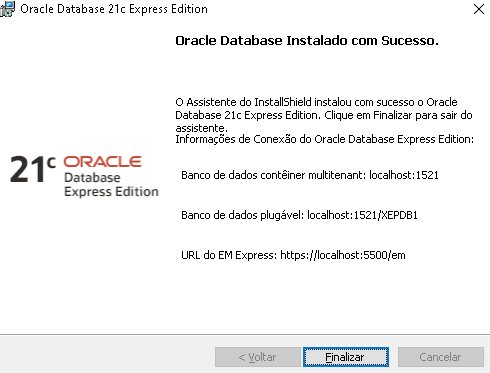 Oracle Database 21c Express Edition
Oracle Database Instalado com Sucesso.
O Assistente do InstallShield instalou com sucesso o Oracle
Database 21c Express Edition. Clique em Finalizar para sair do
assistente.
Informações de Conexão do Oracle Database Express Edition:
21c ORACLE
Database
Express Edition
Banco de dados contêiner multitenant: localhost:1521
Banco de dados plugável: localhost:1521/XEPDB1
URL do EM Express: https://localhost:5500/em
< Voltar
Finalizar
Cancelar